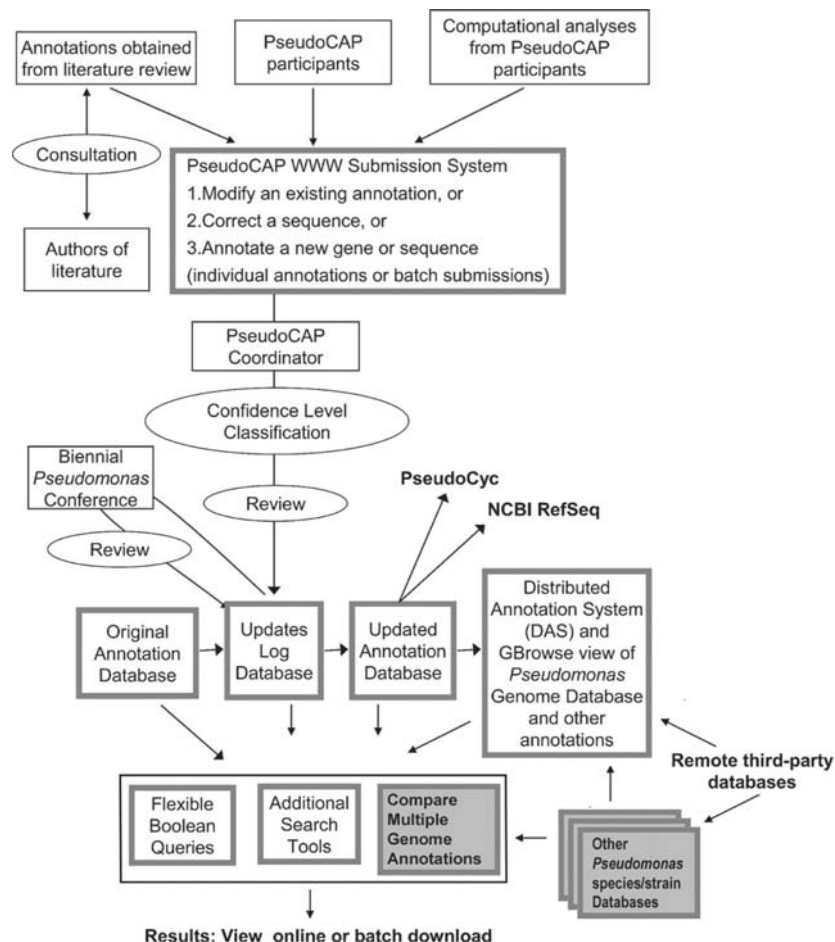 Annotations obtained
from literature review
PseudoCAP
participants
Computational analyses
from PseudoCAP
participants
Consultation
Authors of
literature
PseudoCAP WWW Submission System
1.Modify an existing annotation, or
2.Correct a sequence, or
3.Annotate a new gene or sequence
(individual annotations or batch submissions)
PseudoCAP
Coordinator
Confidence Level
Classification
Biennial
Pseudomonas
Conference
Review
Review
PseudoCyc
NCBI RefSeq
Original
Annotation
Database
Updates
Log
Database
Updated
Annotation
Database
Distributed
Annotation System
(DAS) and
GBrowse view of
Pseudomonas
Genome Database
and other
annotations
Remote third-party
databases
Flexible
Boolean
Queries
Additional
Search
Tools
Compare
Multiple
Genome
Annotations
Other
Pseudomonas
species/strain
Databases
Results: View online or batch download